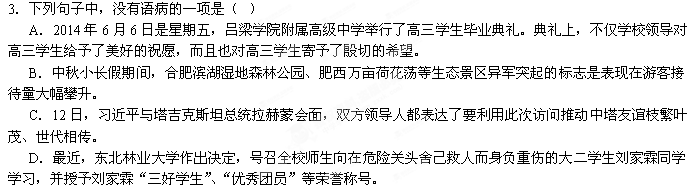 3. 下列句子中，没有语病的一项是（  ）
A．2014年6月6日是星期五，吕梁学院附属高级中学举行了高三学生毕业典礼。典礼上，不仅学校领导对
高三学生给予了美好的祝愿，而且也对高三学生寄予了殷切的希望。
B．中秋小长假期间，合肥滨湖湿地森林公园、肥西万亩荷花荡等生态景区异军突起的标志是表现在游客接
待量大幅攀升。
C．12日，习近平与塔吉克斯坦总统拉赫蒙会面，双方领导人都表达了要利用此次访问推动中塔友谊枝繁叶
茂、世代相传。
D．最近，东北林业大学作出决定，号召全校师生向在危险关头舍己救人而身负重伤的大二学生刘家霖同学
学习，并授予刘家霖“三好学生”、“优秀团员”等荣誉称号。